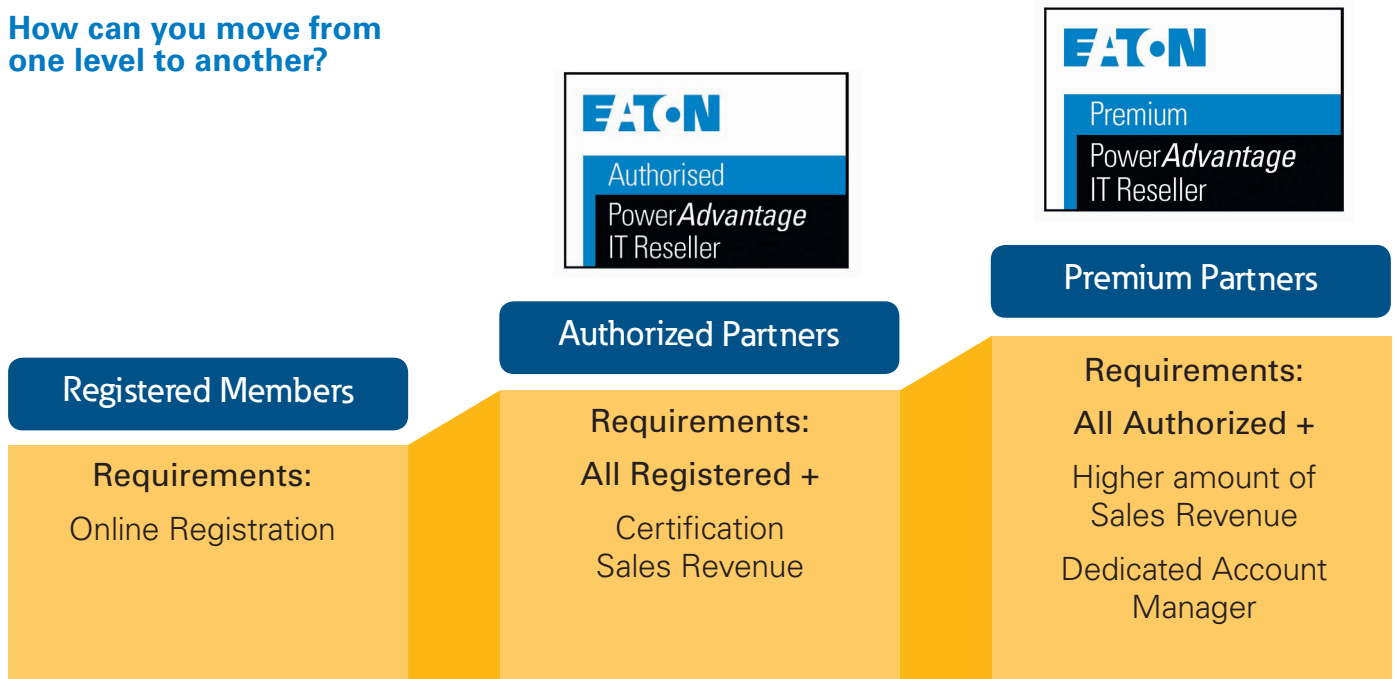 How can you move from
one level to another?
EATON
Authorised
PowerAdvantage
IT Reseller
EATON
Premium
PowerAdvantage
IT Reseller
Registered Members
Requirements:
Online Registration
Authorized Partners
Requirements:
All Registered +
Certification
Sales Revenue
Premium Partners
Requirements:
All Authorized +
Higher amount of
Sales Revenue
Dedicated Account
Manager